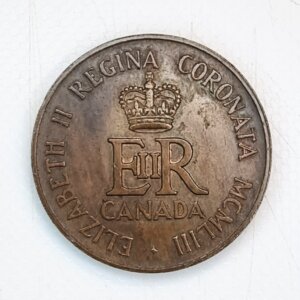 ELIZABETH II REGINA CORONATA MCMLIII
EIIR
CANADA